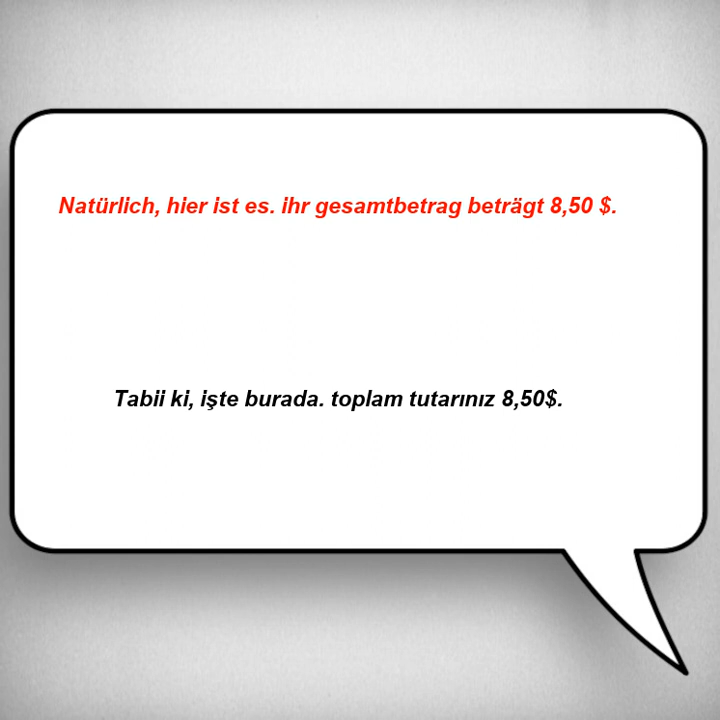 Natürlich, hier ist es. ihr gesamtbetrag beträgt 8,50 $.
Tabii ki, işte burada. toplam tutarınız 8,50$.